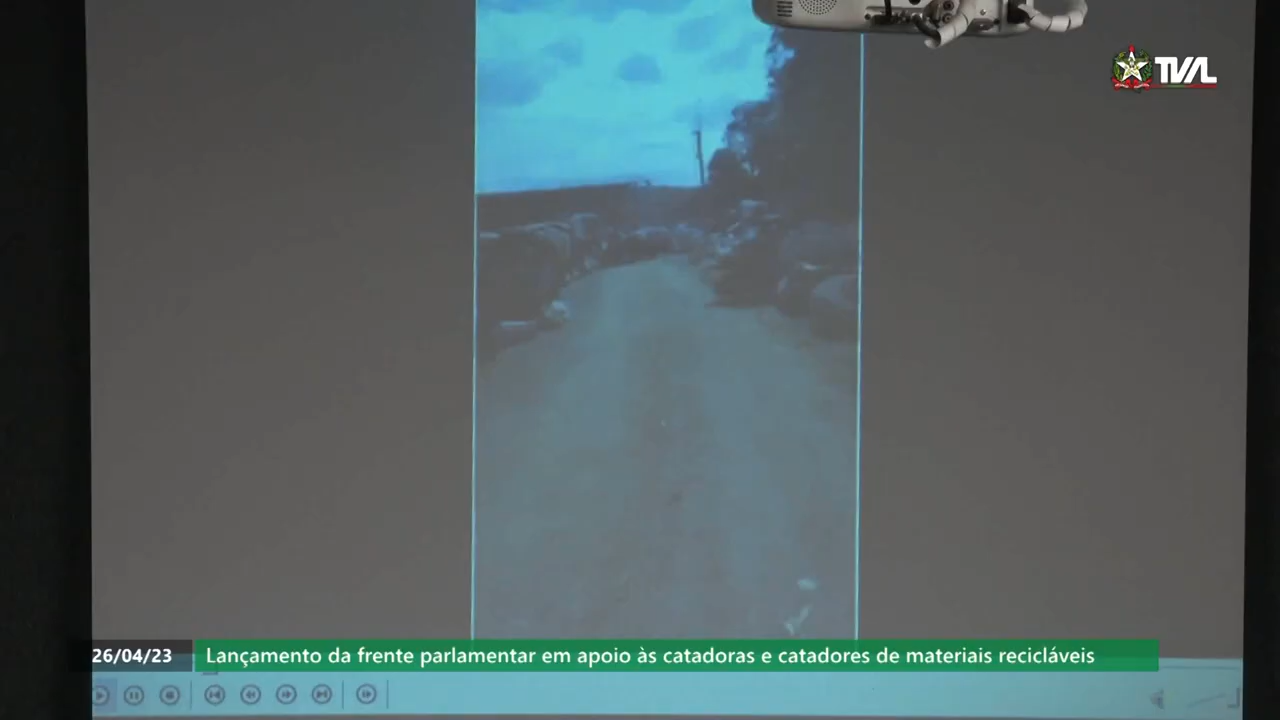 TVAL
26/04/23 Lançamento da frente parlamentar em apoio às catadoras e catadores de materiais recicláveis